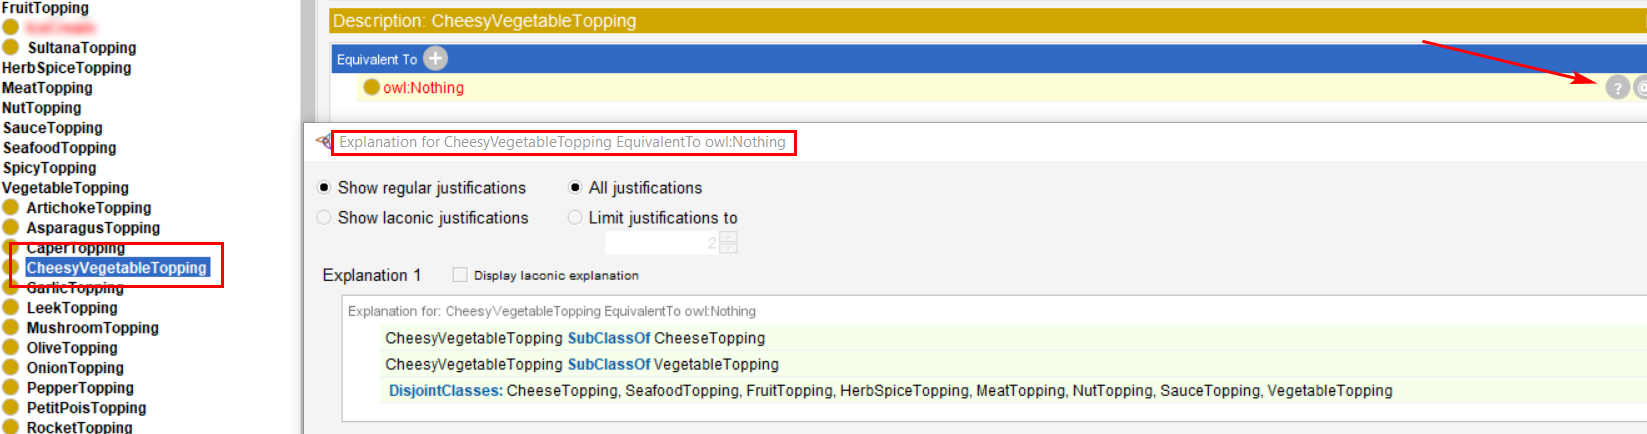 FruitTopping
SultanaTopping
HerbSpiceTopping
MeatTopping
NutTopping
SauceTopping
SeafoodTopping
SpicyTopping
VegetableTopping
ArtichokeTopping
AsparagusTopping
CaperTopping
CheesyVegetableTopping
GarlicTopping
LeekTopping
MushroomTopping
OliveTopping
OnionTopping
PepperTopping
PetitPoisTopping
RocketTopping
Description: CheesyVegetableTopping
Equivalent To +
owl:Nothing
? @
Explanation for CheesyVegetableTopping EquivalentTo owl:Nothing
Show regular justifications All justifications
Show laconic justifications Limit justifications to
2
Explanation 1 Display laconic explanation
Explanation for: CheesyVegetableTopping EquivalentTo owl:Nothing
CheesyVegetableTopping SubClassOf CheeseTopping
CheesyVegetableTopping SubClassOf VegetableTopping
DisjointClasses: CheeseTopping, SeafoodTopping, FruitTopping, HerbSpiceTopping, MeatTopping, NutTopping, SauceTopping, VegetableTopping